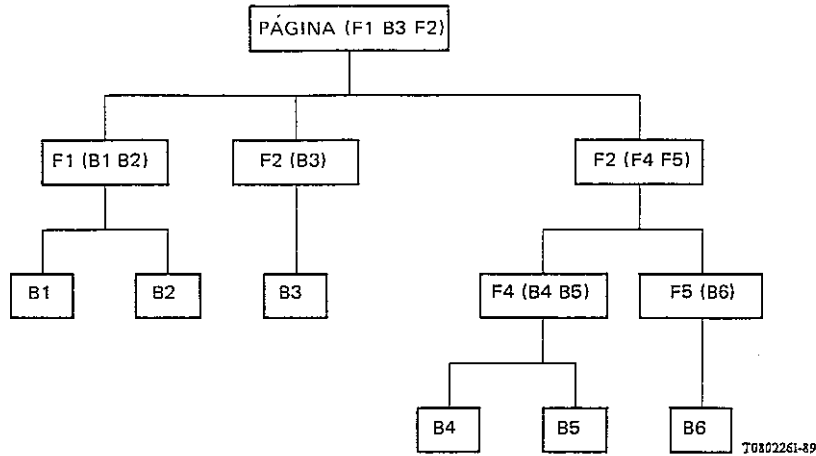 PÁGINA (F1 B3 F2)
F1 (B1 B2)
F2 (B3)
F2 (F4 F5)
B1
B2
B3
F4 (B4 B5)
F5 (B6)
B4
B5
B6
T0802261-89